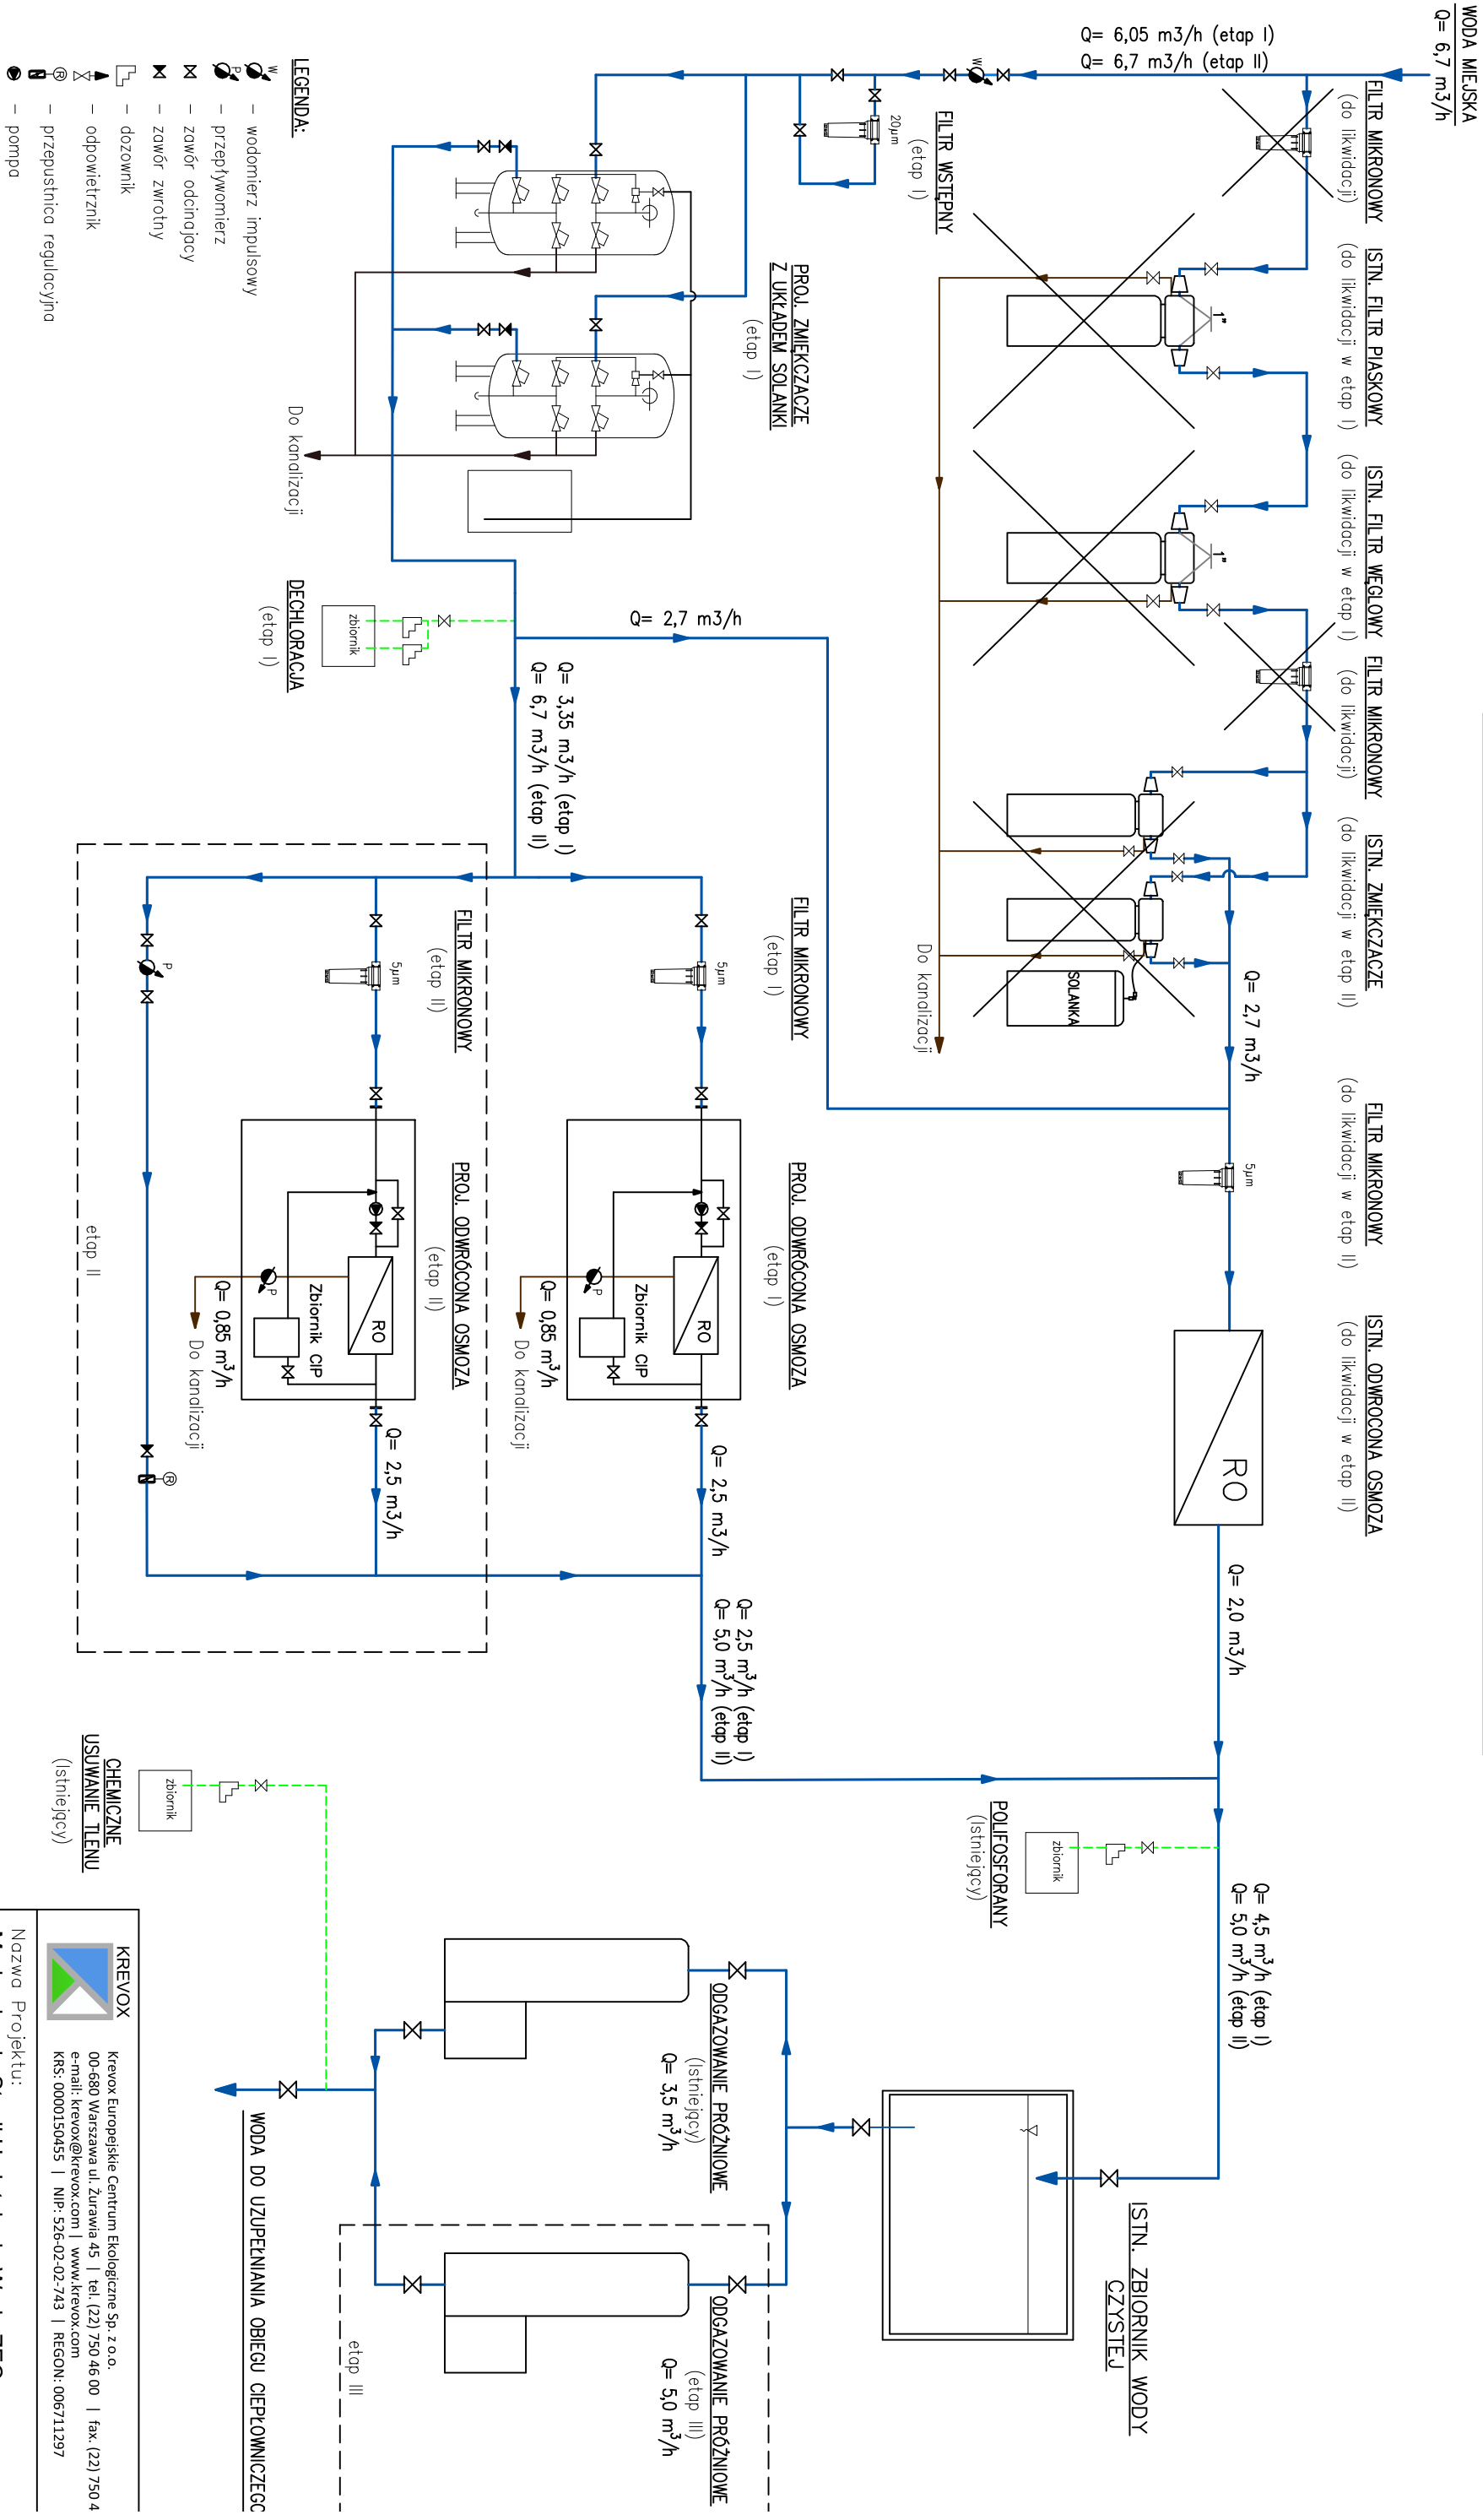 WODA MIEJSKA
Q= 6,7 m3/h
Q= 6,05 m3/h (etap I)
Q= 6,7 m3/h (etap II)
FILTR MIKRONOWY
(do likwidacji)
ISTN. FILTR PIASKOWY
(do likwidacji w etap I)
1"
ISTN. FILTR WĘGLOWY
(do likwidacji w etap I)
1"
FILTR MIKRONOWY
(do likwidacji)
ISTN. ZMIĘKCZACZE
(do likwidacji w etap II)
SOLANKA
Do kanalizacji
Q= 2,7 m3/h
FILTR MIKRONOWY
(do likwidacji w etap II)
5µm
ISTN. ODWROCONA OSMOZA
(do likwidacji w etap II)
RO
Q= 2,0 m3/h
FILTR WSTĘPNY
(etap I)
20µm
W
PROJ. ZMIĘKCZACZE
Z UKŁADEM SOLANKI
(etap I)
Do kanalizacji
DECHLORACJA
(etap I)
zbiornik
Q= 2,7 m3/h
Q= 3,35 m3/h (etap I)
Q= 6,7 m3/h (etap II)
FILTR MIKRONOWY
(etap I)
5µm
PROJ. ODWRÓCONA OSMOZA
(etap I)
RO
Zbiornik CIP
P
Q= 0,85 m³/h
Do kanalizacji
Q= 2,5 m3/h
FILTR MIKRONOWY
(etap II)
5µm
PROJ. ODWRÓCONA OSMOZA
(etap II)
RO
Zbiornik CIP
P
Q= 0,85 m³/h
Do kanalizacji
Q= 2,5 m3/h
P
R
etap II
Q= 2,5 m³/h (etap I)
Q= 5,0 m³/h (etap II)
POLIFOSFORANY
(Istniejący)
zbiornik
Q= 4,5 m³/h (etap I)
Q= 5,0 m³/h (etap II)
ISTN. ZBIORNIK WODY
CZYSTEJ
ODGAZOWANIE PRÓŻNIOWE
(Istniejący)
Q= 3,5 m³/h
ODGAZOWANIE PRÓŻNIOWE
(etap III)
Q= 5,0 m³/h
etap III
CHEMICZNE
USUWANIE TLENU
(Istniejący)
zbiornik
WODA DO UZUPEŁNIANIA OBIEGU CIEPŁOWNICZEGO
LEGENDA:
W – wodomierz impulsowy
P – przepływomierz
– zawór odcinający
– zawór zwrotny
– dozownik
– odpowietrznik
R – przepustnica regulacyjna
– pompa
KREVOX
Krevox Europejskie Centrum Ekologiczne Sp. z o.o.
00-680 Warszawa ul. Żurawia 45 | tel. (22) 750 46 00 | fax. (22) 750 4
e-mail: krevox@krevox.com | www.krevox.com
KRS: 0000150455 | NIP: 526-02-02-743 | REGON: 006711297
Nazwa Projektu: